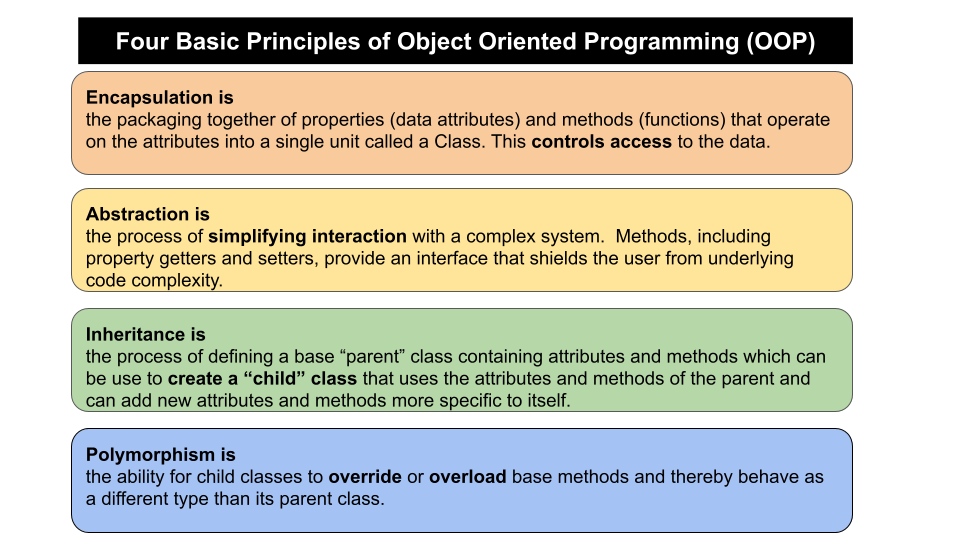 Four Basic Principles of Object Oriented Programming (OOP)
Encapsulation is
the packaging together of properties (data attributes) and methods (functions) that operate
on the attributes into a single unit called a Class. This controls access to the data.
Abstraction is
the process of simplifying interaction with a complex system.  Methods, including
property getters and setters, provide an interface that shields the user from underlying
code complexity.
Inheritance is
the process of defining a base “parent” class containing attributes and methods which can
be use to create a “child” class that uses the attributes and methods of the parent and
can add new attributes and methods more specific to itself.
Polymorphism is
the ability for child classes to override or overload base methods and thereby behave as
a different type than its parent class.